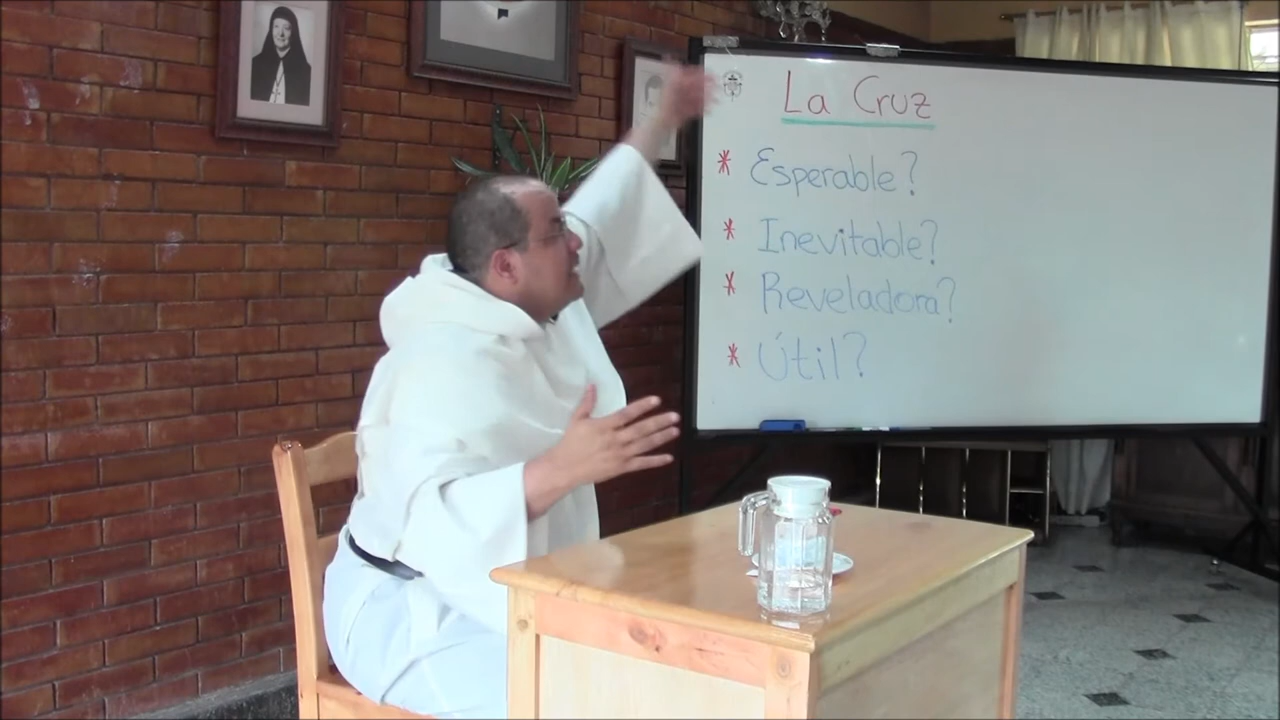 La Cruz
* Esperable?
* Inevitable?
* Reveladora?
* Útil?